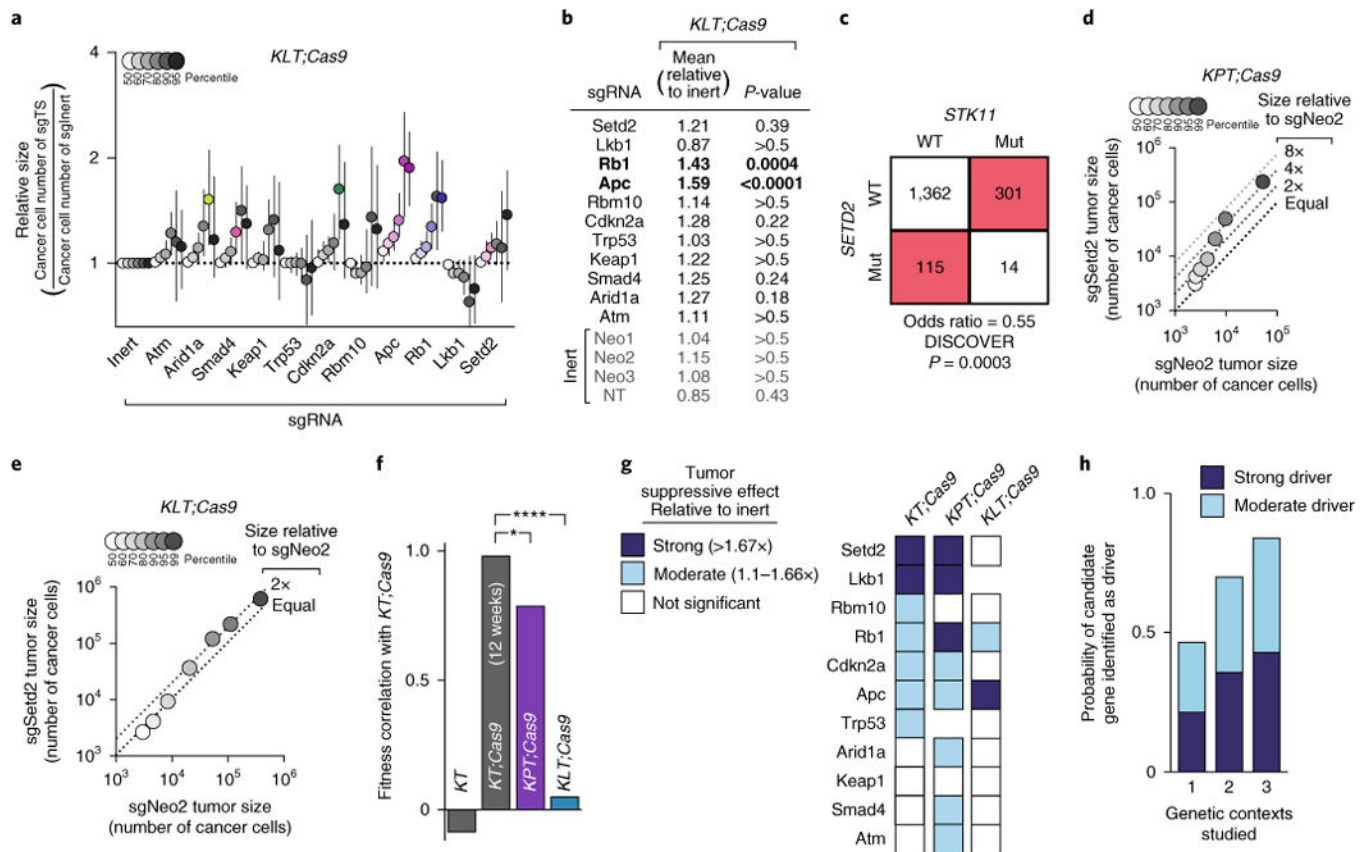 a
KLT;Cas9
4
2
1
Relative size
(Cancer cell number of sgTS
Cancer cell number of sgInert)
50 60 70 80 90 95 Percentile
Inert
Atm
Arid1a
Smad4
Keap1
Trp53
Cdkn2a
Rbm10
Apc
Rb1
Lkb1
Setd2
sgRNA
b
KLT;Cas9
sgRNA (Mean relative to inert) P-value
Setd2 1.21 0.39
Lkb1 0.87 >0.5
Rb1 1.43 0.0004
Apc 1.59 <0.0001
Rbm10 1.14 >0.5
Cdkn2a 1.28 0.22
Trp53 1.03 >0.5
Keap1 1.22 >0.5
Smad4 1.25 0.24
Arid1a 1.27 0.18
Atm 1.11 >0.5
Inert
Neo1 1.04 >0.5
Neo2 1.15 >0.5
Neo3 1.08 >0.5
NT 0.85 0.43
c
STK11
WT Mut
SETD2
WT 1,362 301
Mut 115 14
Odds ratio = 0.55
DISCOVER
P = 0.0003
d
KPT;Cas9
50 60 70 80 90 95 99 Percentile
Size relative
to sgNeo2
8×
4×
2×
Equal
sgSetd2 tumor size
(number of cancer cells)
10⁶
10⁵
10⁴
10³
10³ 10⁴ 10⁵
sgNeo2 tumor size
(number of cancer cells)
e
KLT;Cas9
50 60 70 80 90 95 99 Percentile
Size relative
to sgNeo2
2×
Equal
sgSetd2 tumor size
(number of cancer cells)
10⁶
10⁵
10⁴
10³
10³ 10⁴ 10⁵ 10⁶
sgNeo2 tumor size
(number of cancer cells)
f
Fitness correlation with KT;Cas9
1.0
0.5
0
****
*
KT
KT;Cas9 (12 weeks)
KPT;Cas9
KLT;Cas9
g
Tumor
suppressive effect
Relative to inert
Strong (>1.67×)
Moderate (1.1–1.66×)
Not significant
KT;Cas9
KPT;Cas9
KLT;Cas9
Setd2
Lkb1
Rbm10
Rb1
Cdkn2a
Apc
Trp53
Arid1a
Keap1
Smad4
Atm
h
Strong driver
Moderate driver
Probability of candidate
gene identified as driver
1.0
0.5
0
1 2 3
Genetic contexts
studied